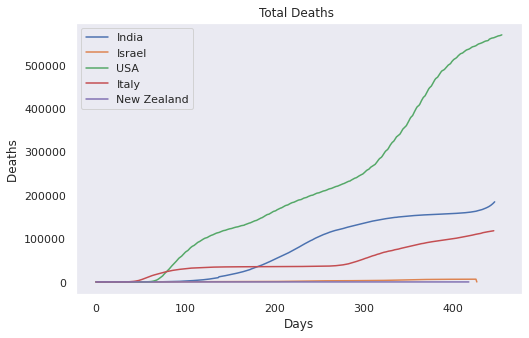 Total Deaths
India
Israel
USA
Italy
New Zealand
500000
400000
300000
200000
100000
0
Deaths
0 100 200 300 400
Days